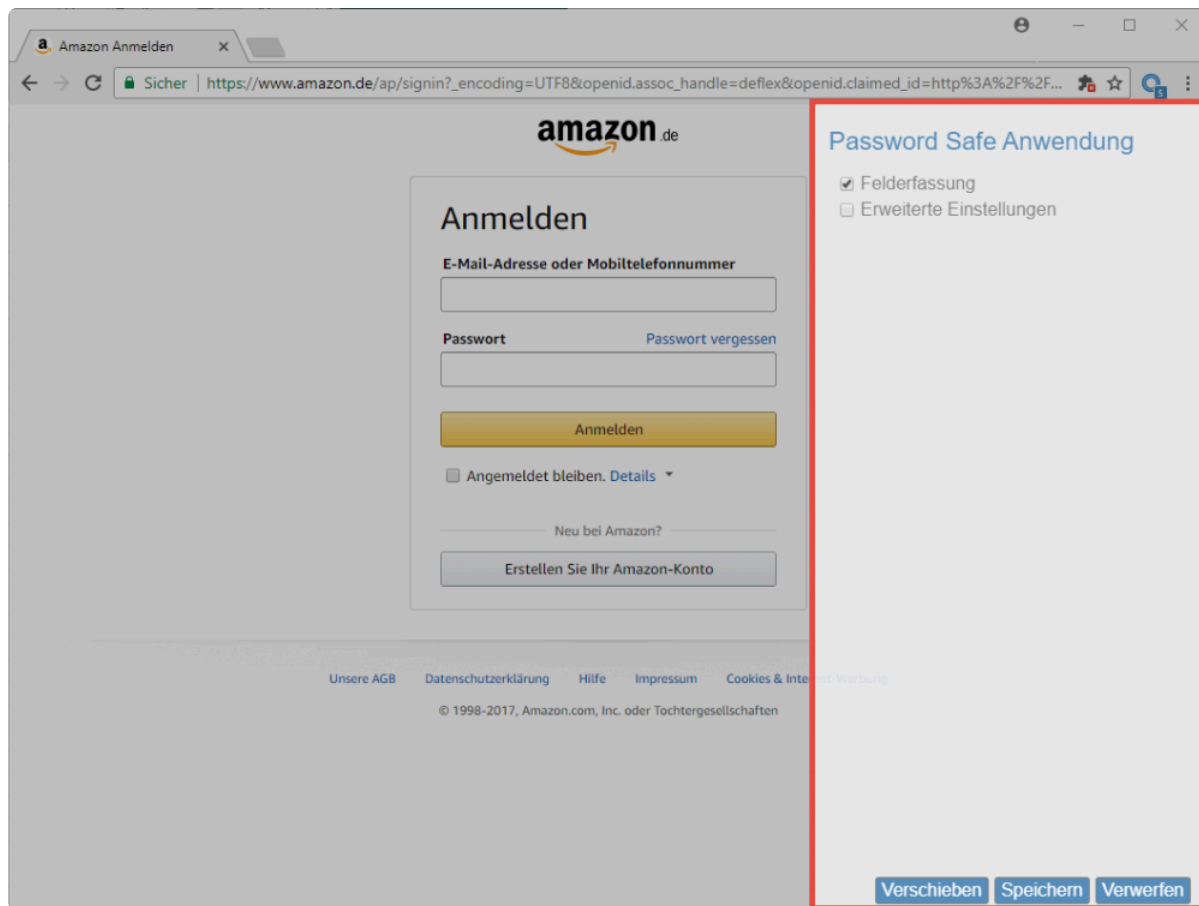 Amazon Anmelden
Sicher https://www.amazon.de/ap/signin?_encoding=UTF8&openid.assoc_handle=deflex&openid.claimed_id=http%3A%2F%2F...
amazon.de
Anmelden
E-Mail-Adresse oder Mobiltelefonnummer
Passwort Passwort vergessen
Anmelden
Angemeldet bleiben. Details
Neu bei Amazon?
Erstellen Sie Ihr Amazon-Konto
Unsere AGB Datenschutzerklärung Hilfe Impressum Cookies & Internet-Werbung
© 1998-2017, Amazon.com, Inc. oder Tochtergesellschaften
Password Safe Anwendung
Felderfassung
Erweiterte Einstellungen
Verschieben Speichern Verwerfen